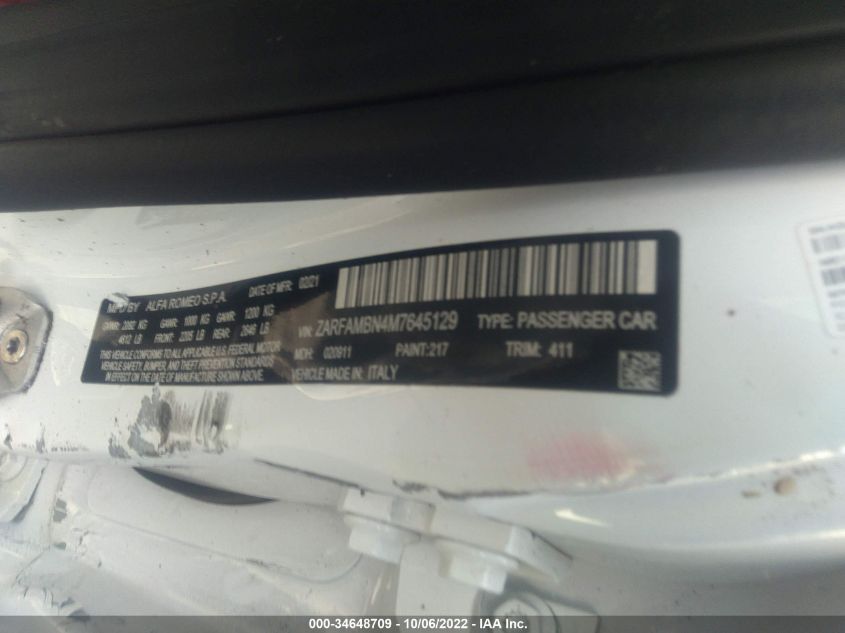 MFD BY ALFA ROMEO S.P.A. DATE OF MFR: 02/21
GVWR: 2092 KG GAWR: 1000 KG GAWR: 1200 KG
4612 LB FRONT: 2205 LB REAR: 2646 LB
THIS VEHICLE CONFORMS TO ALL APPLICABLE U.S. FEDERAL MOTOR
VEHICLE SAFETY, BUMPER, AND THEFT PREVENTION STANDARDS
IN EFFECT ON THE DATE OF MANUFACTURE SHOWN ABOVE.
VIN: ZARFAMBN4M7645129 TYPE: PASSENGER CAR
MDH: 020911 PAINT: 217 TRIM: 411
VEHICLE MADE IN: ITALY
000-34648709 - 10/06/2022 - IAA Inc.